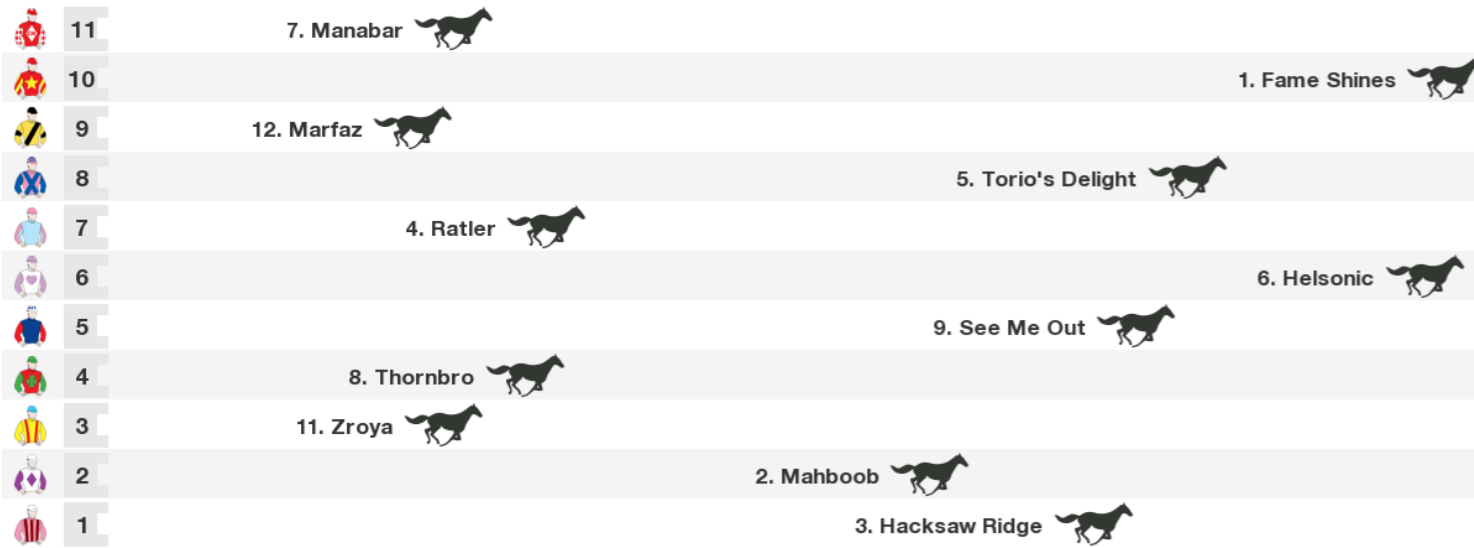 11 7. Manabar
10 1. Fame Shines
9 12. Marfaz
8 5. Torio's Delight
7 4. Ratler
6 6. Helsonic
5 9. See Me Out
4 8. Thornbro
3 11. Zroya
2 2. Mahboob
1 3. Hacksaw Ridge